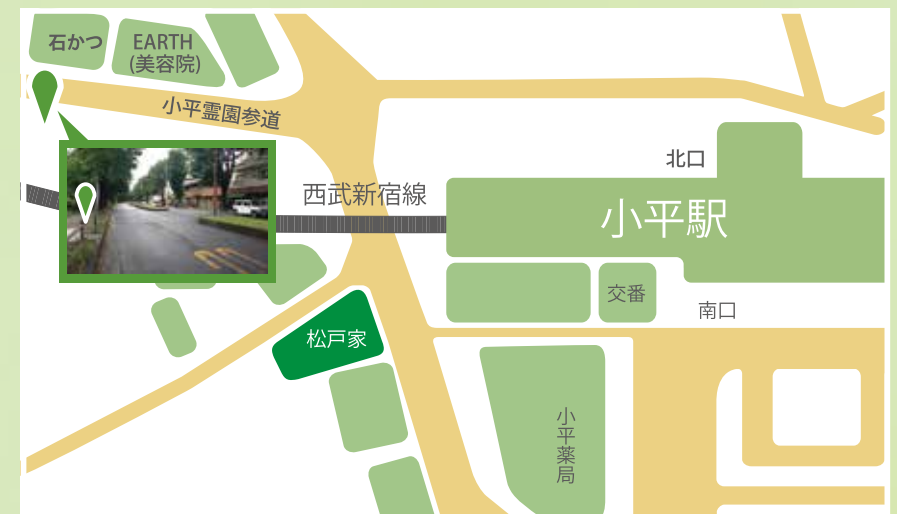 石かつ
EARTH
(美容院)
小平霊園参道
北口
西武新宿線
小平駅
交番
南口
松戸家
小平薬局